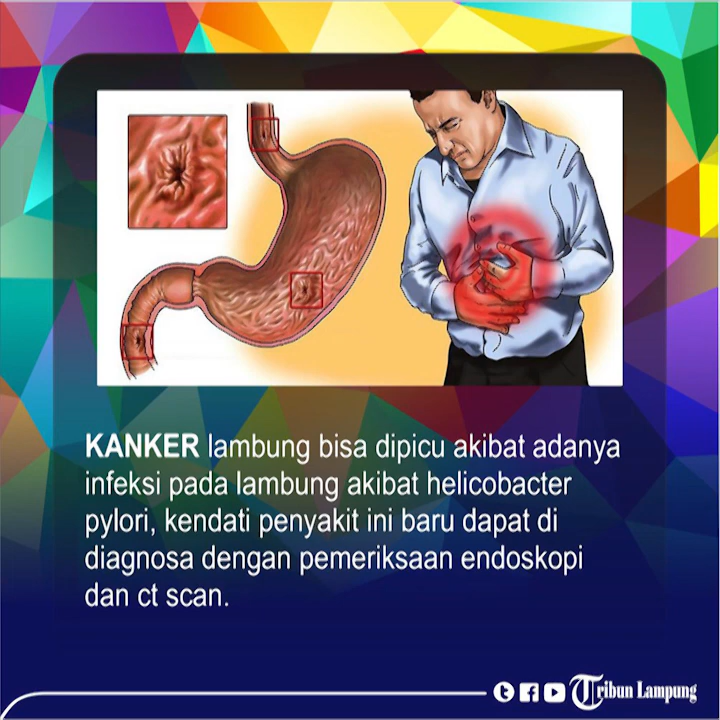 KANKER lambung bisa dipicu akibat adanya
infeksi pada lambung akibat helicobacter
pylori, kendati penyakit ini baru dapat di
diagnosa dengan pemeriksaan endoskopi
dan ct scan.
Tribun Lampung